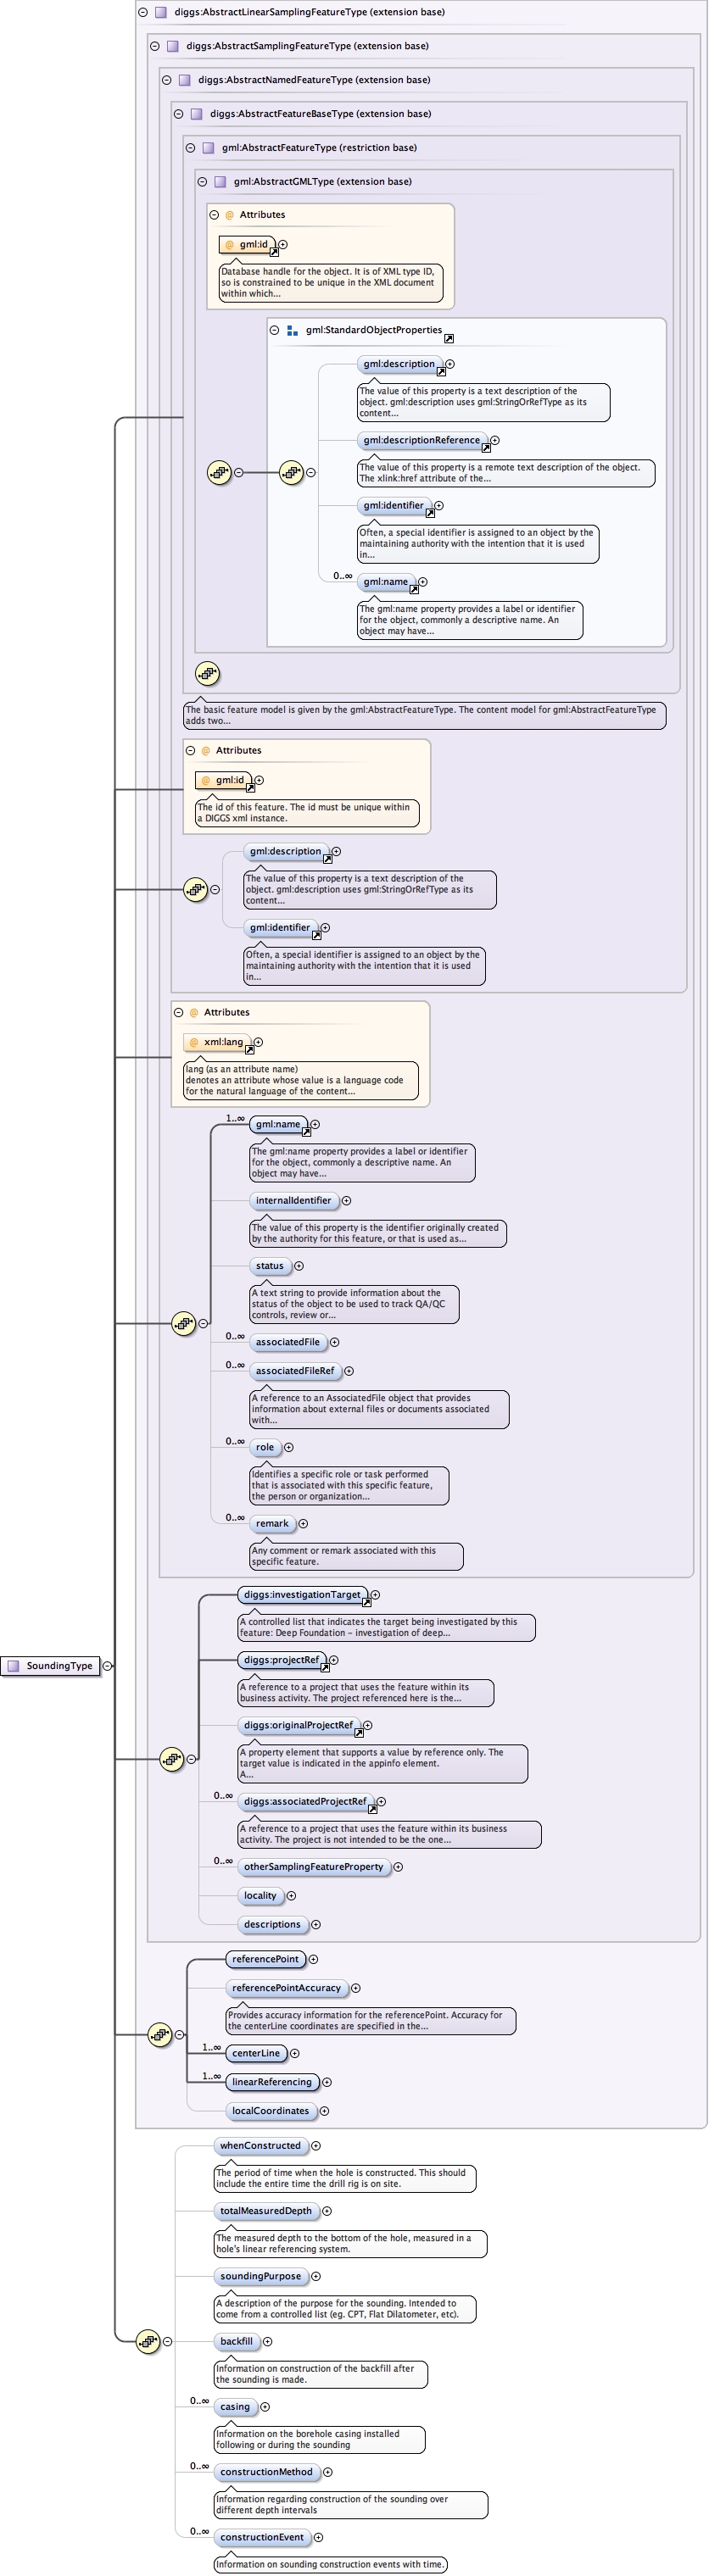 diggs:AbstractLinearSamplingFeatureType (extension base)
diggs:AbstractSamplingFeatureType (extension base)
diggs:AbstractNamedFeatureType (extension base)
diggs:AbstractFeatureBaseType (extension base)
gml:AbstractFeatureType (restriction base)
gml:AbstractGMLType (extension base)
@ Attributes
@ gml:id
Database handle for the object. It is of XML type ID,
so is constrained to be unique in the XML document
within which...
gml:StandardObjectProperties
gml:description
The value of this property is a text description of the
object. gml:description uses gml:StringOrRefType as its
content...
gml:descriptionReference
The value of this property is a remote text description of the object.
The xlink:href attribute of the...
gml:identifier
Often, a special identifier is assigned to an object by the
maintaining authority with the intention that it is used
in...
0..∞
gml:name
The gml:name property provides a label or identifier
for the object, commonly a descriptive name. An
object may have...
The basic feature model is given by the gml:AbstractFeatureType. The content model for gml:AbstractFeatureType
adds two...
@ Attributes
@ gml:id
The id of this feature. The id must be unique within
a DIGGS xml instance.
gml:description
The value of this property is a text description of the
object. gml:description uses gml:StringOrRefType as its
content...
gml:identifier
Often, a special identifier is assigned to an object by the
maintaining authority with the intention that it is used
in...
@ Attributes
@ xml:lang
lang (as an attribute name)
denotes an attribute whose value is a language code
for the natural language of the content...
1..∞
gml:name
The gml:name property provides a label or identifier
for the object, commonly a descriptive name. An
object may have...
internalIdentifier
The value of this property is the identifier originally created
by the authority for this feature, or that is used as...
status
A text string to provide information about the
status of the object to be used to track QA/QC
controls, review or...
0..∞
associatedFile
0..∞
associatedFileRef
A reference to an AssociatedFile object that provides
information about external files or documents associated
with...
0..∞
role
Identifies a specific role or task performed
that is associated with this specific feature,
the person or organization...
0..∞
remark
Any comment or remark associated with this
specific feature.
diggs:investigationTarget
A controlled list that indicates the target being investigated by this
feature: Deep Foundation – investigation of deep...
SoundingType
diggs:projectRef
A reference to a project that uses the feature within its
business activity. The project referenced here is the...
diggs:originalProjectRef
A property element that supports a value by reference only. The
target value is indicated in the appinfo element.
A...
0..∞
diggs:associatedProjectRef
A reference to a project that uses the feature within its business
activity. The project is not intended to be the one...
0..∞
otherSamplingFeatureProperty
locality
descriptions
referencePoint
referencePointAccuracy
Provides accuracy information for the referencePoint. Accuracy for
the centerLine coordinates are specified in the...
1..∞
centerLine
1..∞
linearReferencing
localCoordinates
whenConstructed
The period of time when the hole is constructed. This should
include the entire time the drill rig is on site.
totalMeasuredDepth
The measured depth to the bottom of the hole, measured in a
hole's linear referencing system.
soundingPurpose
A description of the purpose for the sounding. Intended to
come from a controlled list (eg. CPT, Flat Dilatometer, etc).
backfill
Information on construction of the backfill after
the sounding is made.
0..∞
casing
Information on the borehole casing installed
following or during the sounding
0..∞
constructionMethod
Information regarding construction of the sounding over
different depth intervals
0..∞
constructionEvent
Information on sounding construction events with time.